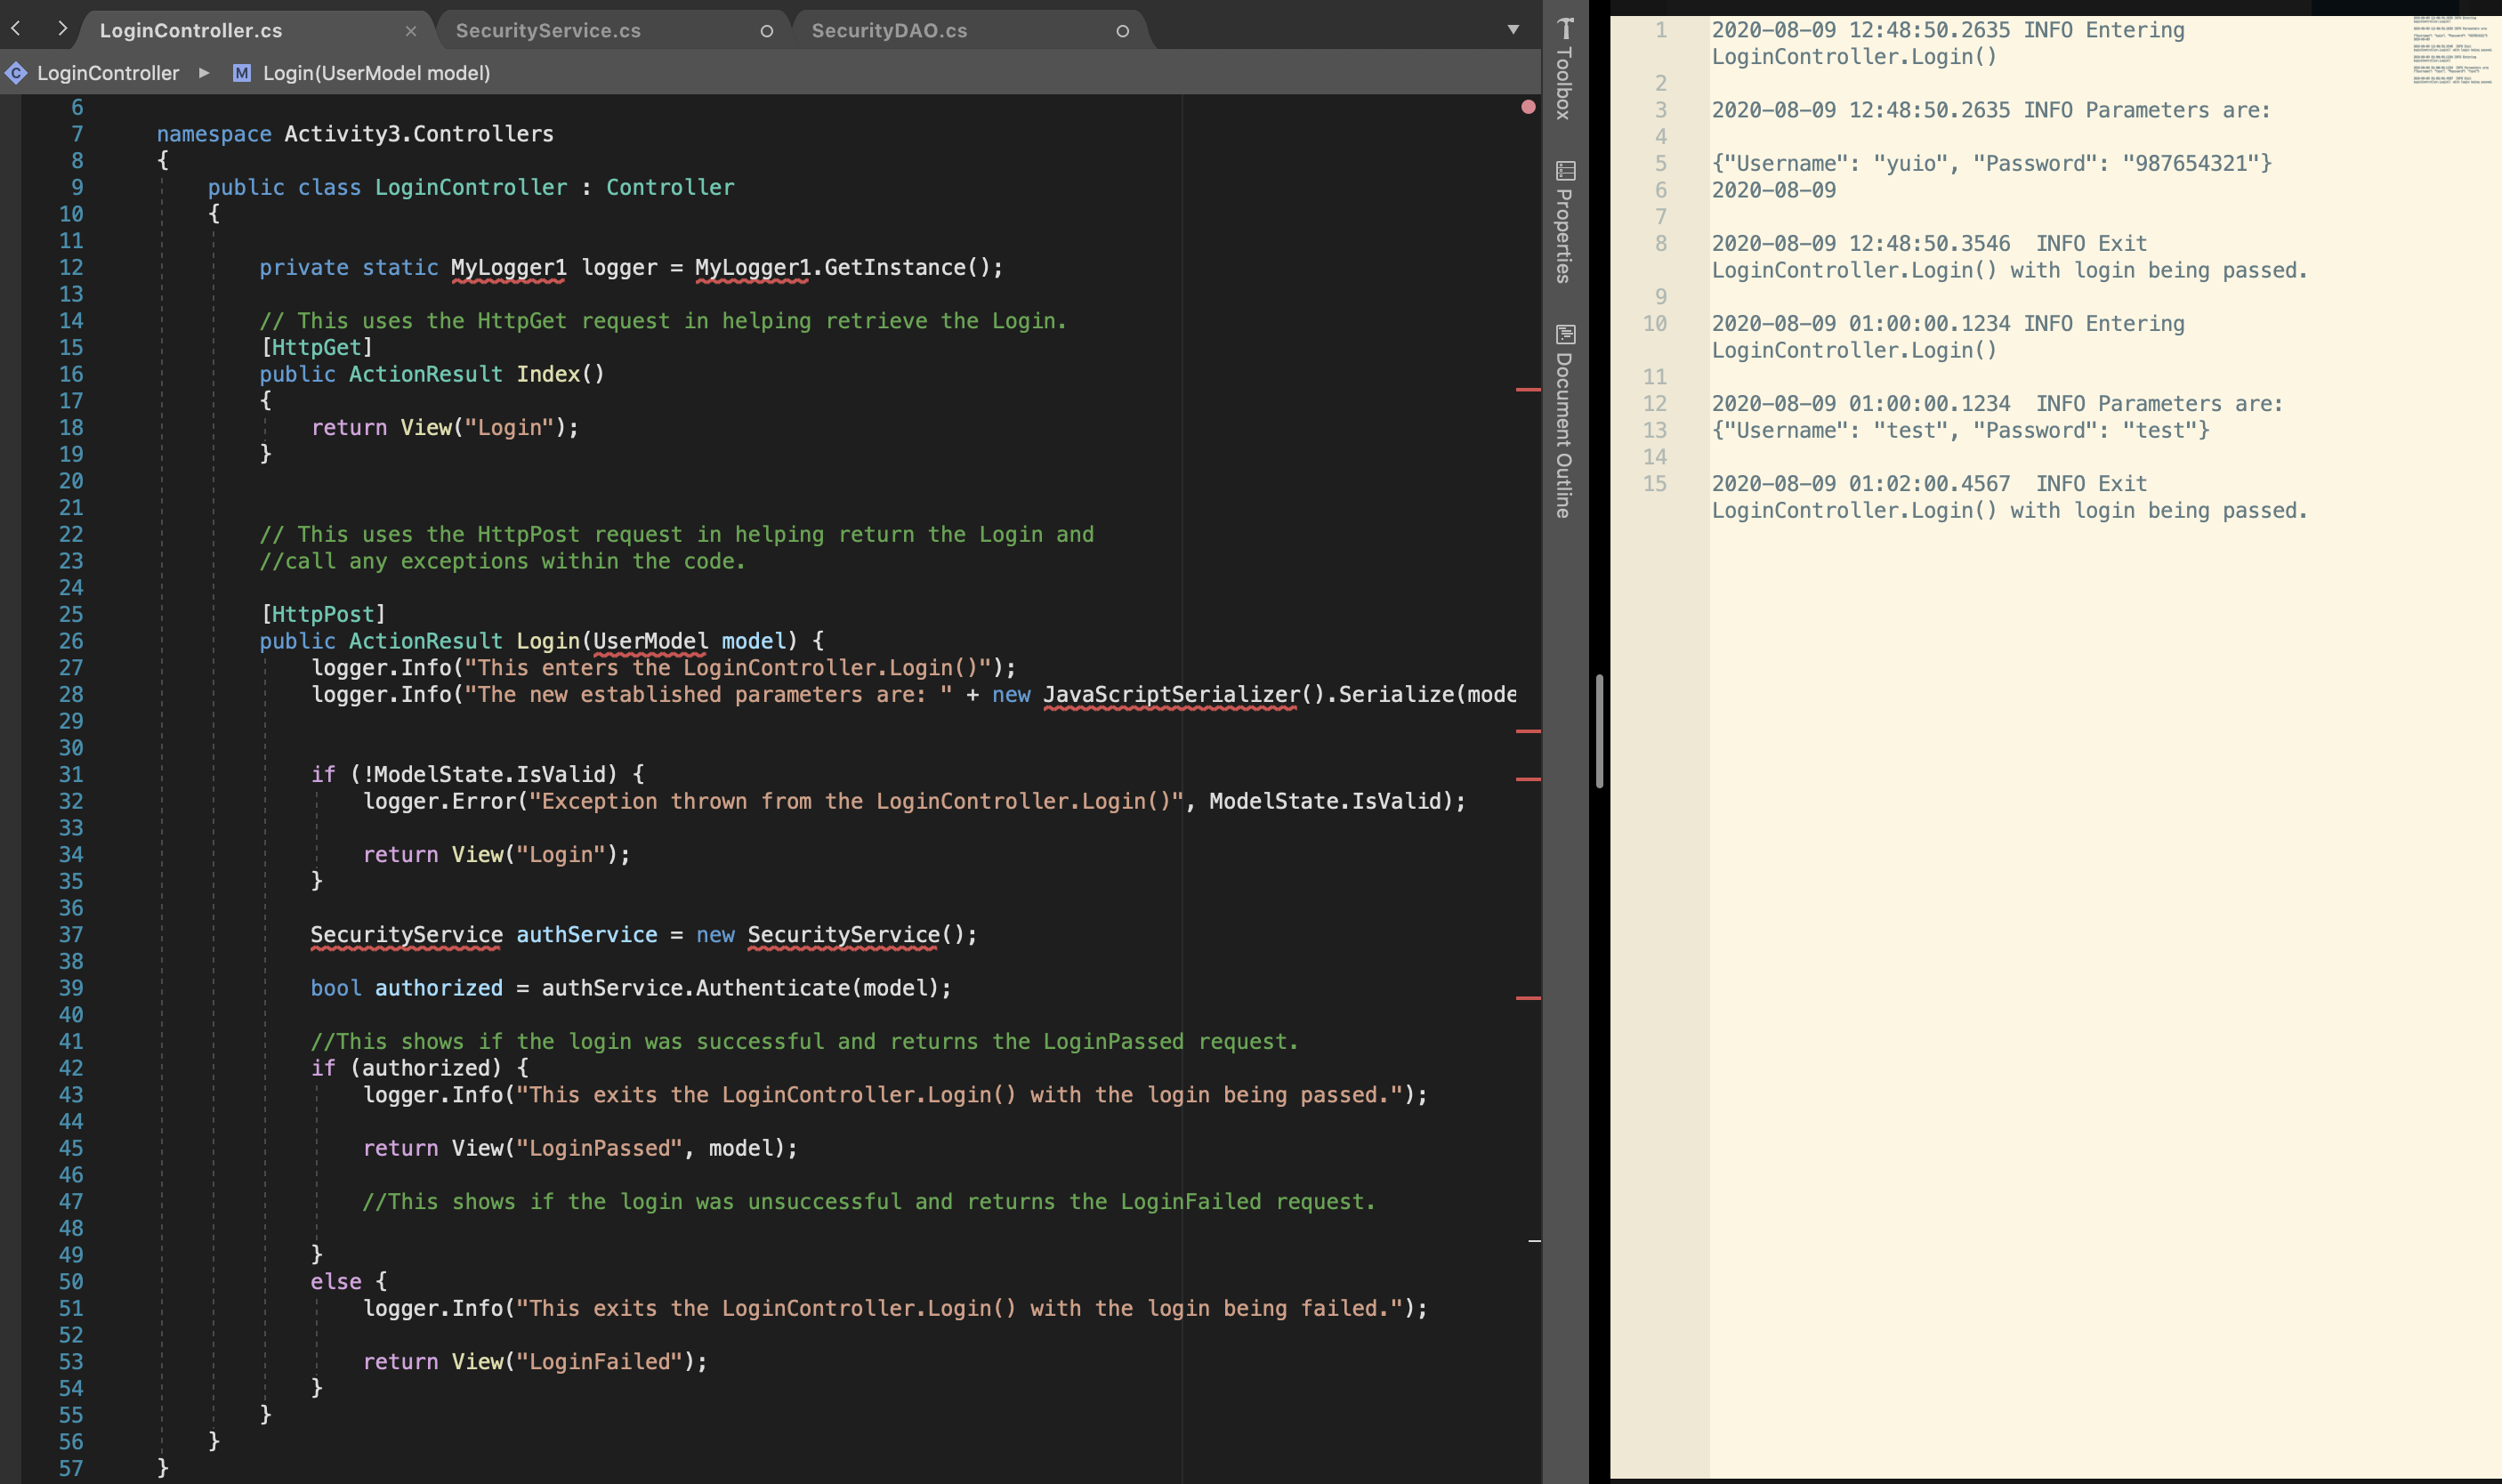 LoginController.cs
SecurityService.cs
SecurityDAO.cs
LoginController
M Login(UserModel model)
6
7 namespace Activity3.Controllers
8 {
9 public class LoginController : Controller
10 {
11
12 private static MyLogger1 logger = MyLogger1.GetInstance();
13
14 // This uses the HttpGet request in helping retrieve the Login.
15 [HttpGet]
16 public ActionResult Index()
17 {
18 return View("Login");
19 }
20
21
22 // This uses the HttpPost request in helping return the Login and
23 //call any exceptions within the code.
24
25 [HttpPost]
26 public ActionResult Login(UserModel model) {
27 logger.Info("This enters the LoginController.Login()");
28 logger.Info("The new established parameters are: " + new JavaScriptSerializer().Serialize(mode
29
30
31 if (!ModelState.IsValid) {
32 logger.Error("Exception thrown from the LoginController.Login()", ModelState.IsValid);
33
34 return View("Login");
35 }
36
37 SecurityService authService = new SecurityService();
38
39 bool authorized = authService.Authenticate(model);
40
41 //This shows if the login was successful and returns the LoginPassed request.
42 if (authorized) {
43 logger.Info("This exits the LoginController.Login() with the login being passed.");
44
45 return View("LoginPassed", model);
46
47 //This shows if the login was unsuccessful and returns the LoginFailed request.
48
49 }
50 else {
51 logger.Info("This exits the LoginController.Login() with the login being failed.");
52
53 return View("LoginFailed");
54 }
55 }
56 }
57 }
Toolbox
Properties
Document Outline
1 2020-08-09 12:48:50.2635 INFO Entering
LoginController.Login()
2
3 2020-08-09 12:48:50.2635 INFO Parameters are:
4
5 {"Username": "yuio", "Password": "987654321"}
6 2020-08-09
7
8 2020-08-09 12:48:50.3546  INFO Exit
LoginController.Login() with login being passed.
9
10 2020-08-09 01:00:00.1234 INFO Entering
LoginController.Login()
11
12 2020-08-09 01:00:00.1234  INFO Parameters are:
13 {"Username": "test", "Password": "test"}
14
15 2020-08-09 01:02:00.4567  INFO Exit
LoginController.Login() with login being passed.